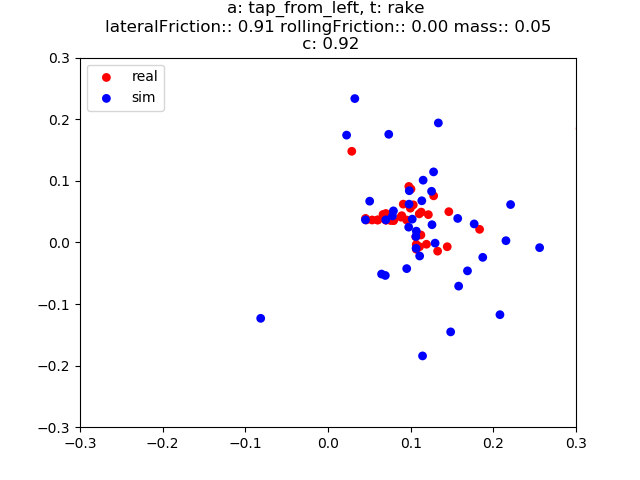 a: tap_from_left, t: rake
lateralFriction:: 0.91 rollingFriction:: 0.00 mass:: 0.05
c: 0.92
real
sim
0.3
0.2
0.1
0.0
−0.1
−0.2
−0.3
−0.3 −0.2 −0.1 0.0 0.1 0.2 0.3